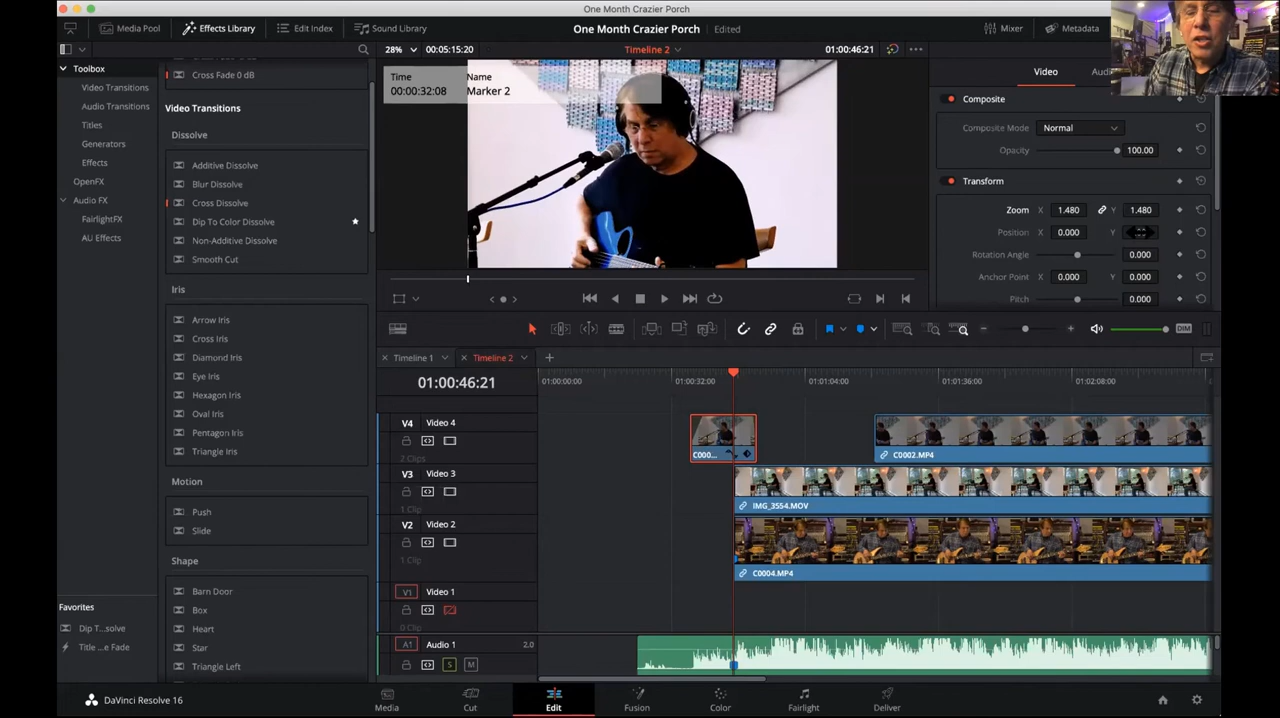 One Month Crazier Porch
Media Pool
Effects Library
Edit Index
Sound Library
One Month Crazier Porch
Edited
Mixer
Metadata
28%
00:05:15:20
Timeline 2
01:00:46:21
Toolbox
Video Transitions
Audio Transitions
Titles
Generators
Effects
OpenFX
Audio FX
FairlightFX
AU Effects
Favorites
Dip T...solve
Title ...e Fade
Cross Fade 0 dB
Video Transitions
Dissolve
Additive Dissolve
Blur Dissolve
Cross Dissolve
Dip To Color Dissolve
Non-Additive Dissolve
Smooth Cut
Iris
Arrow Iris
Cross Iris
Diamond Iris
Eye Iris
Hexagon Iris
Oval Iris
Pentagon Iris
Triangle Iris
Motion
Push
Slide
Shape
Barn Door
Box
Heart
Star
Triangle Left
Time
Name
00:00:32:08
Marker 2
Video
Composite
Composite Mode Normal
Opacity 100.00
Transform
Zoom X 1.480 Y 1.480
Position X 0.000 Y
Rotation Angle 0.000
Anchor Point X 0.000 Y 0.000
Pitch 0.000
DIM
Timeline 1
Timeline 2
01:00:46:21
01:00:00:00
01:00:32:00
01:01:04:00
01:01:36:00
01:02:08:00
V4 Video 4
2 Clips
C000...
C0002.MP4
V3 Video 3
1 Clip
IMG_3554.MOV
V2 Video 2
1 Clip
C0004.MP4
V1 Video 1
0 Clip
A1 Audio 1 2.0
S M
DaVinci Resolve 16
Media
Cut
Edit
Fusion
Color
Fairlight
Deliver